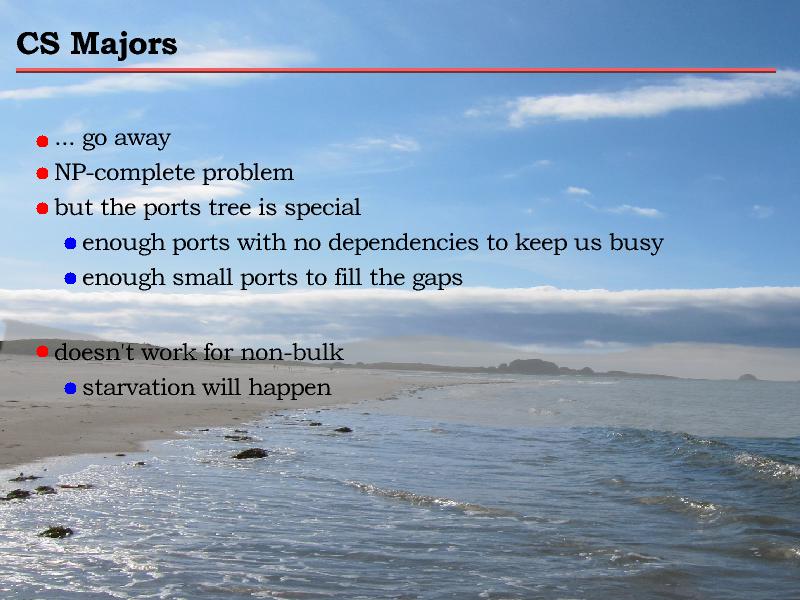 CS Majors
... go away
NP-complete problem
but the ports tree is special
enough ports with no dependencies to keep us busy
enough small ports to fill the gaps
doesn't work for non-bulk
starvation will happen